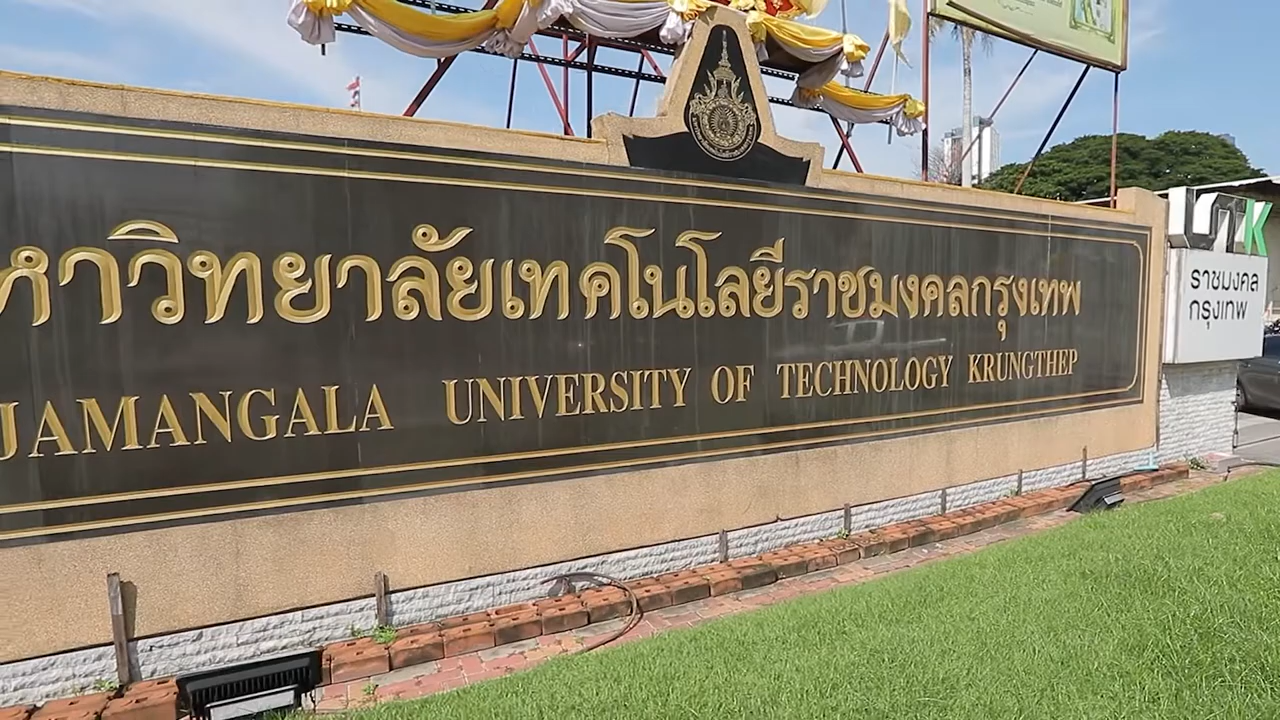 หาวิทยาลัยเทคโนโลยีราชมงคลกรุงเทพ
JAMANGALA UNIVERSITY OF TECHNOLOGY KRUNGTHEP
UTK
ราชมงคล
กรุงเทพ